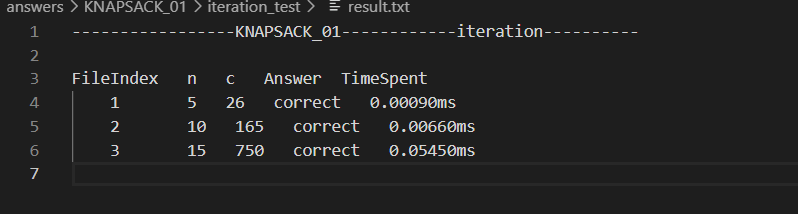 answers > KNAPSACK_01 > iteration_test > result.txt
1 -----------------KNAPSACK_01------------iteration----------
2
3 FileIndex   n   c   Answer  TimeSpent
4     1       5   26   correct   0.00090ms
5     2       10   165   correct   0.00660ms
6     3       15   750   correct   0.05450ms
7